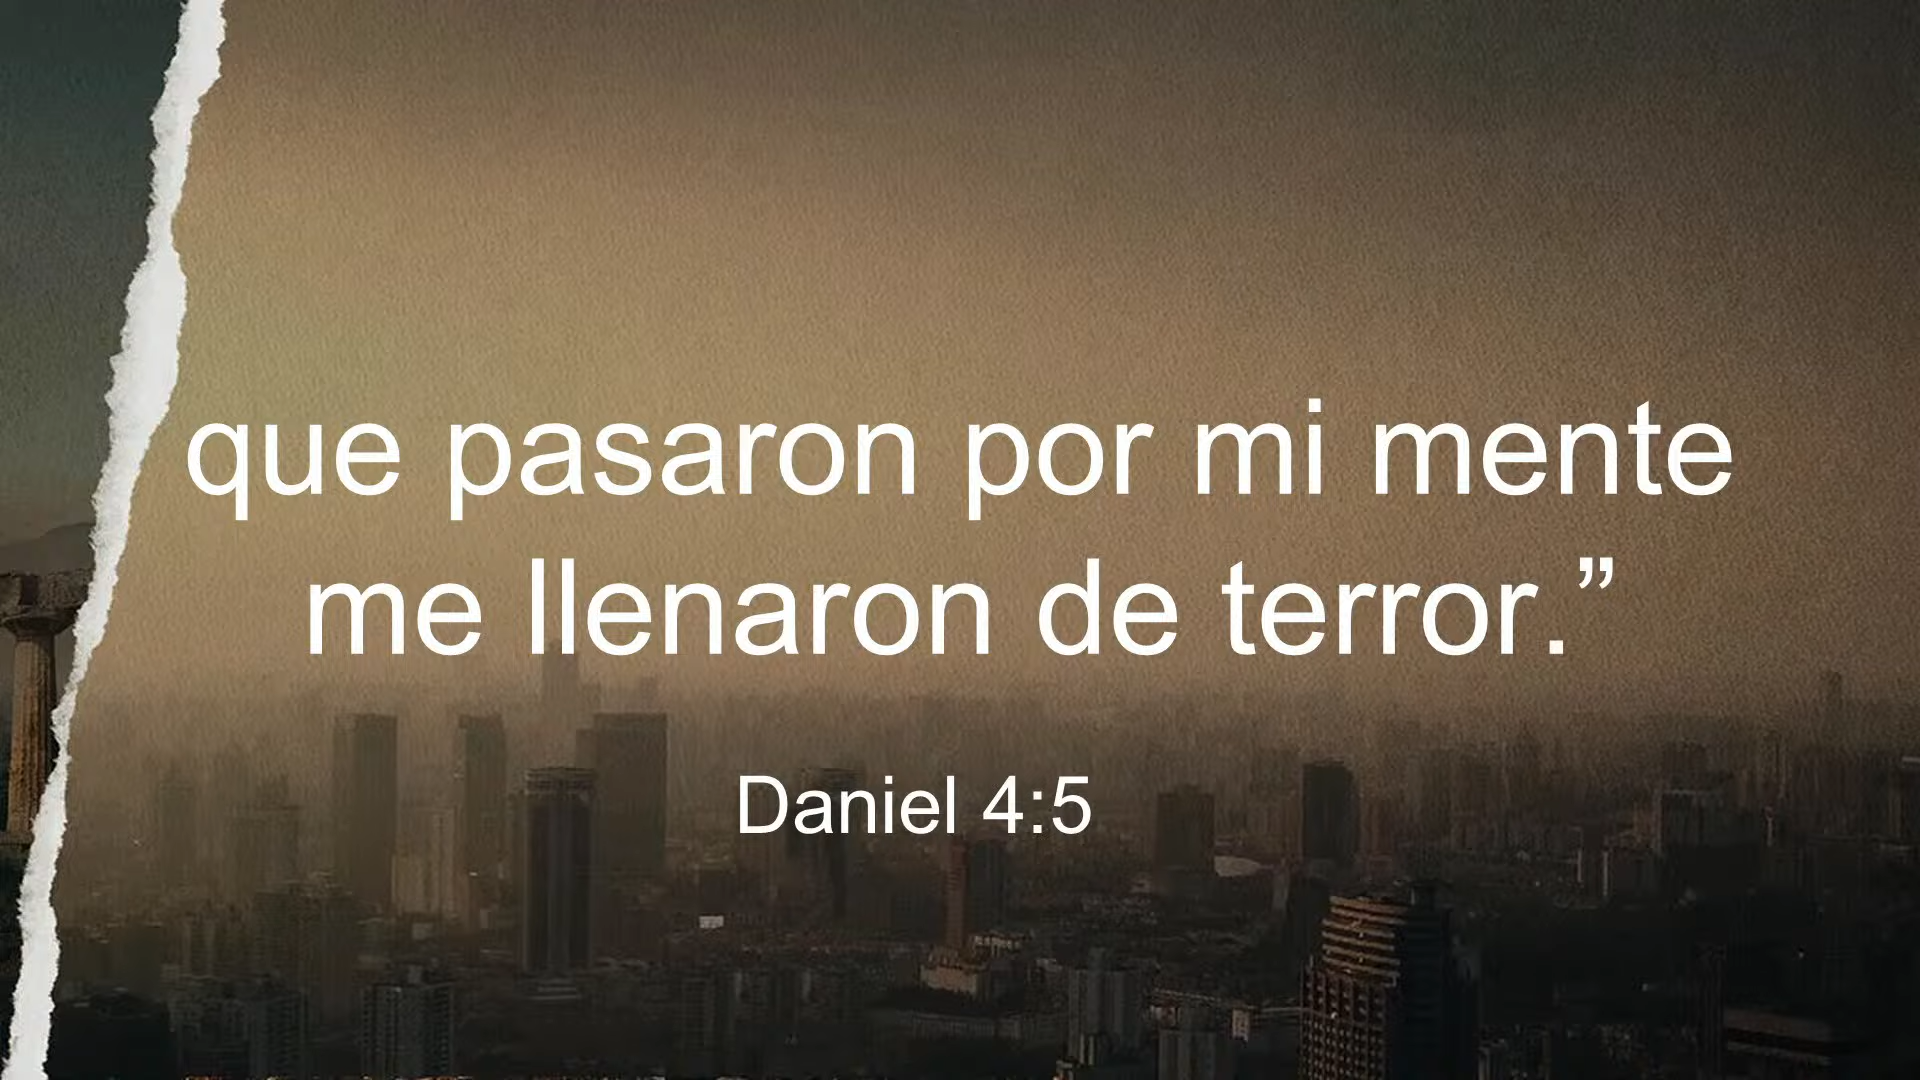 que pasaron por mi mente
me llenaron de terror.”
Daniel 4:5